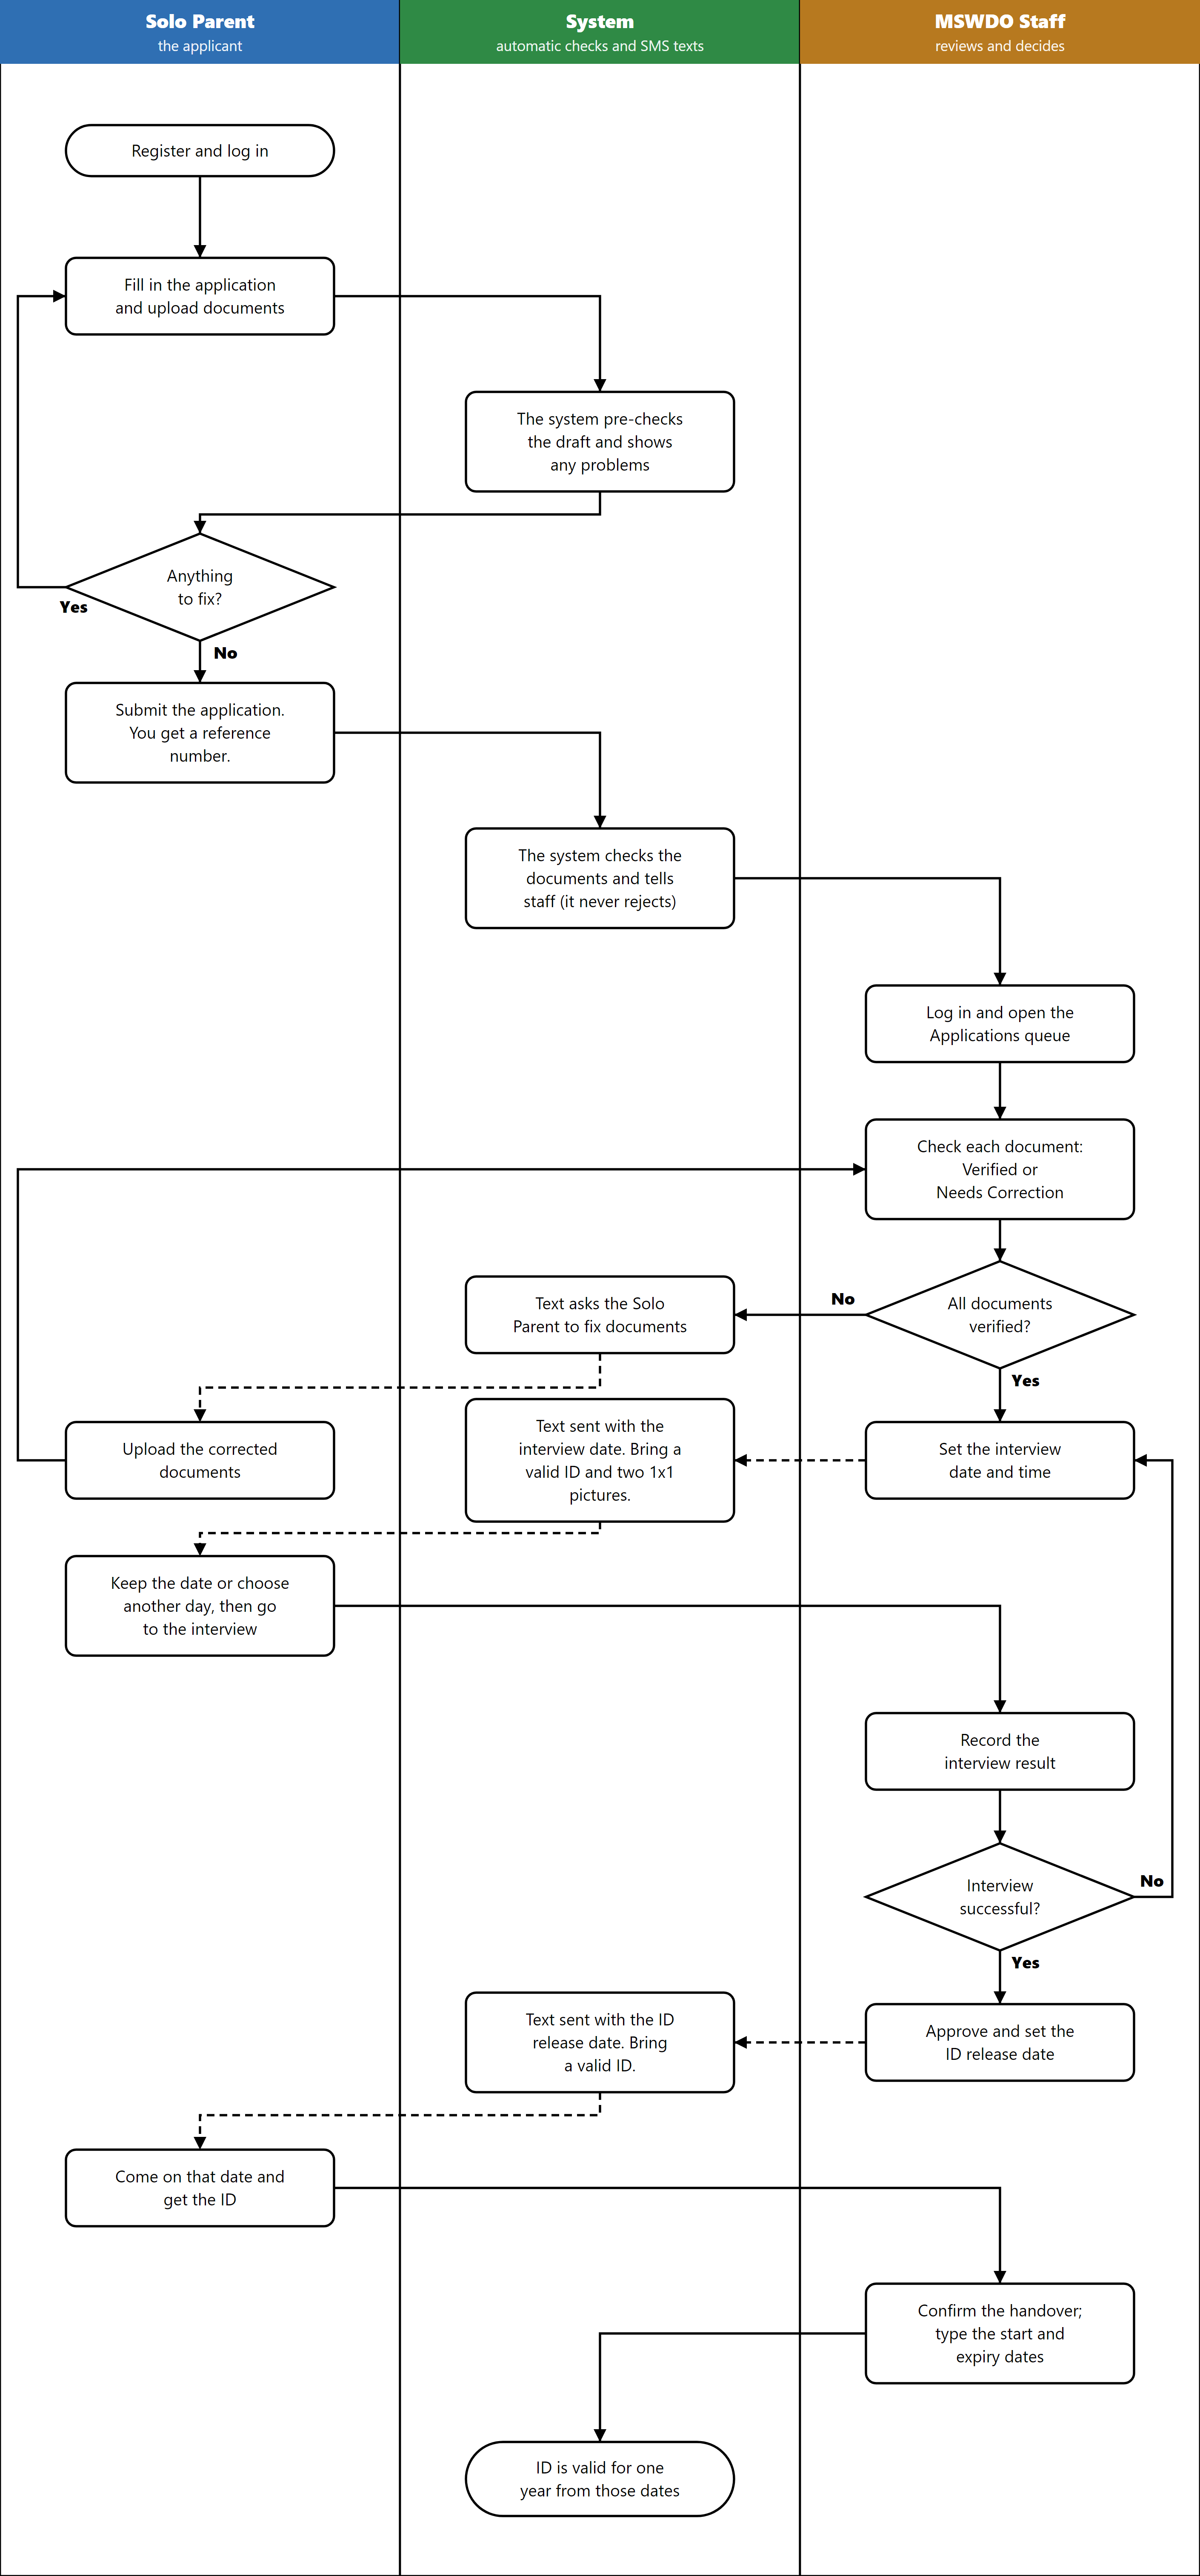 Solo Parent
the applicant
System
automatic checks and SMS texts
MSWDO Staff
reviews and decides
Register and log in
Fill in the application
and upload documents
The system pre-checks
the draft and shows
any problems
Anything
to fix?
Yes
No
Submit the application.
You get a reference
number.
The system checks the
documents and tells
staff (it never rejects)
Log in and open the
Applications queue
Check each document:
Verified or
Needs Correction
All documents
verified?
No
Yes
Text asks the Solo
Parent to fix documents
Upload the corrected
documents
Set the interview
date and time
Text sent with the
interview date. Bring a
valid ID and two 1x1
pictures.
Keep the date or choose
another day, then go
to the interview
Record the
interview result
Interview
successful?
No
Yes
Approve and set the
ID release date
Text sent with the ID
release date. Bring
a valid ID.
Come on that date and
get the ID
Confirm the handover;
type the start and
expiry dates
ID is valid for one
year from those dates